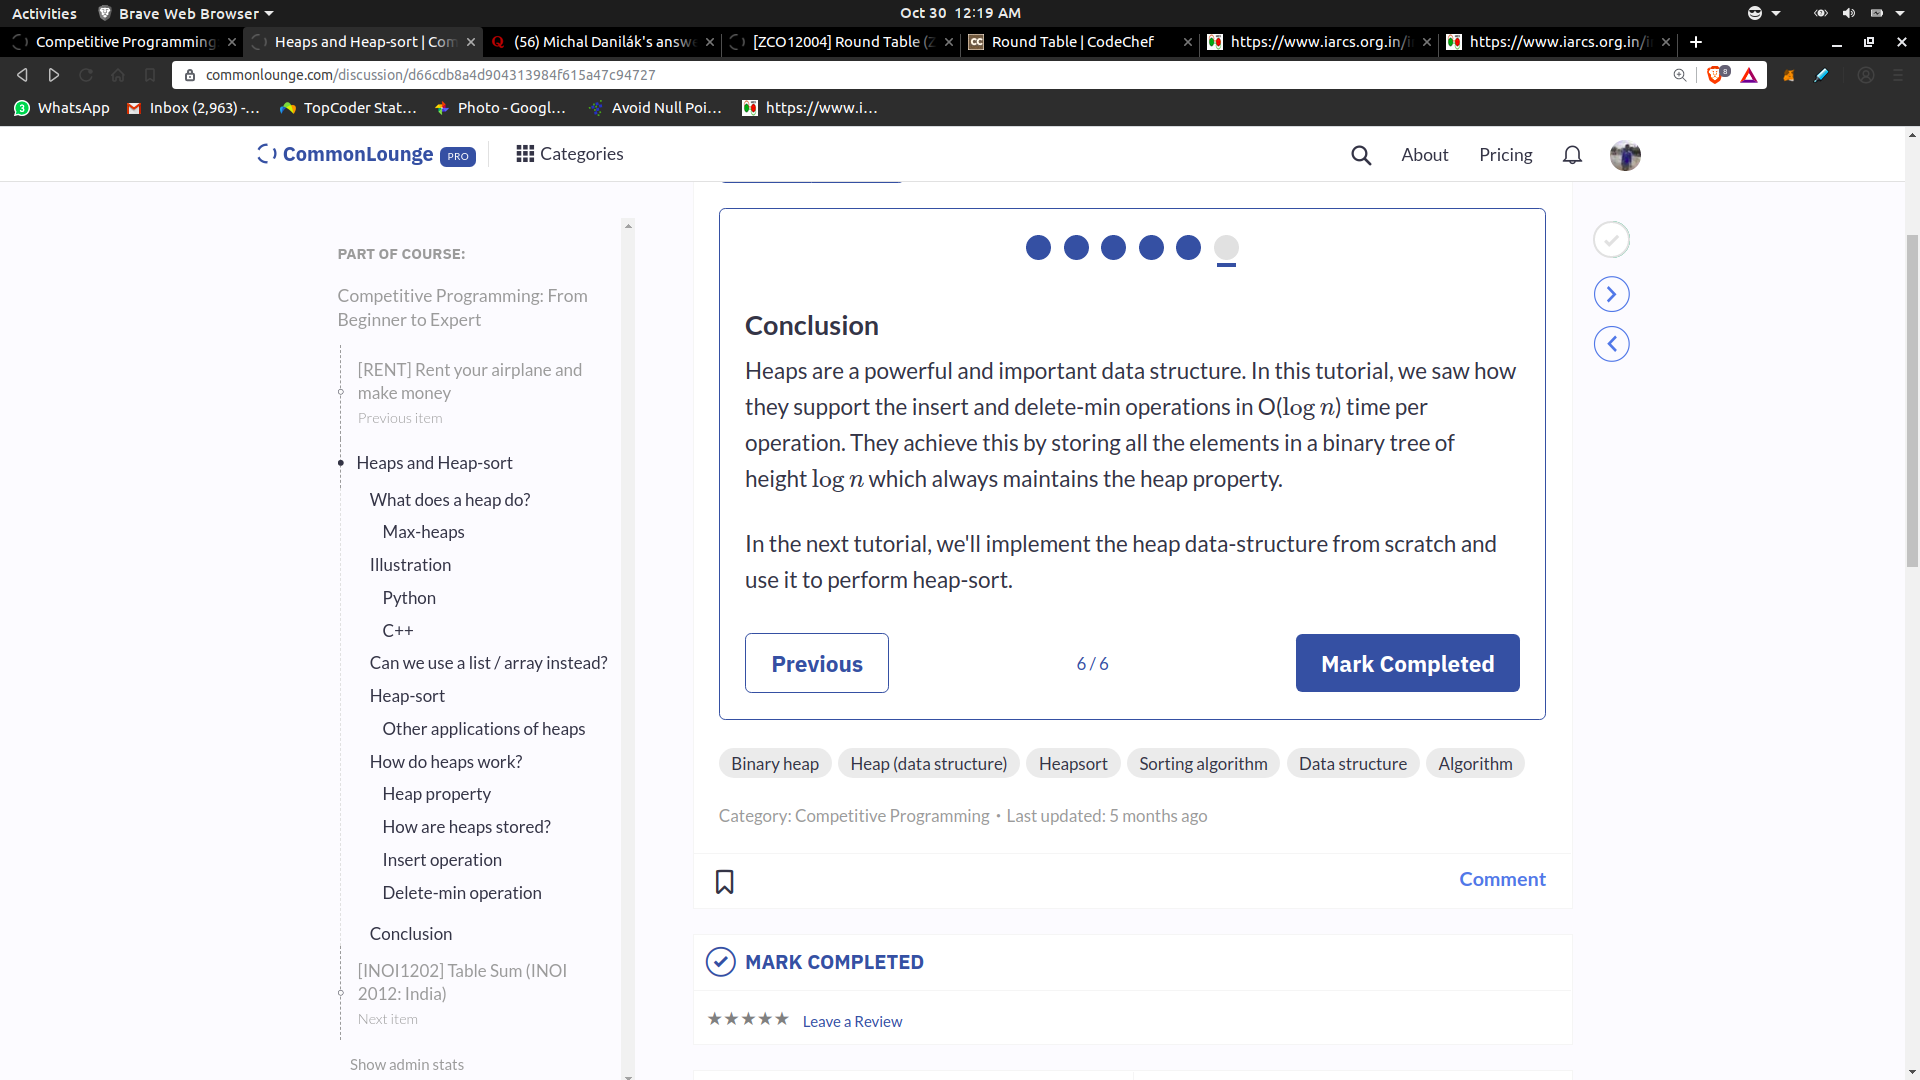 Activities Brave Web Browser Oct 30 12:19 AM
Competitive Programming Heaps and Heap-sort | Com (56) Michal Danilák's answ [ZCO12004] Round Table (Z Round Table | CodeChef https://www.iarcs.org.in/i https://www.iarcs.org.in/i
commonlounge.com/discussion/d66cdb8a4d904313984f615a47c94727 8
3 WhatsApp Inbox (2,963) -... TopCoder Stat... Photo - Googl... Avoid Null Poi... https://www.i...
CommonLounge PRO Categories About Pricing
PART OF COURSE:
Competitive Programming: From
Beginner to Expert
[RENT] Rent your airplane and
make money
Previous item
Heaps and Heap-sort
What does a heap do?
Max-heaps
Illustration
Python
C++
Can we use a list / array instead?
Heap-sort
Other applications of heaps
How do heaps work?
Heap property
How are heaps stored?
Insert operation
Delete-min operation
Conclusion
[INOI1202] Table Sum (INOI
2012: India)
Next item
Show admin stats
Conclusion
Heaps are a powerful and important data structure. In this tutorial, we saw how
they support the insert and delete-min operations in O(log n) time per
operation. They achieve this by storing all the elements in a binary tree of
height log n which always maintains the heap property.
In the next tutorial, we'll implement the heap data-structure from scratch and
use it to perform heap-sort.
Previous 6 / 6 Mark Completed
Binary heap Heap (data structure) Heapsort Sorting algorithm Data structure Algorithm
Category: Competitive Programming • Last updated: 5 months ago
Comment
MARK COMPLETED
Leave a Review